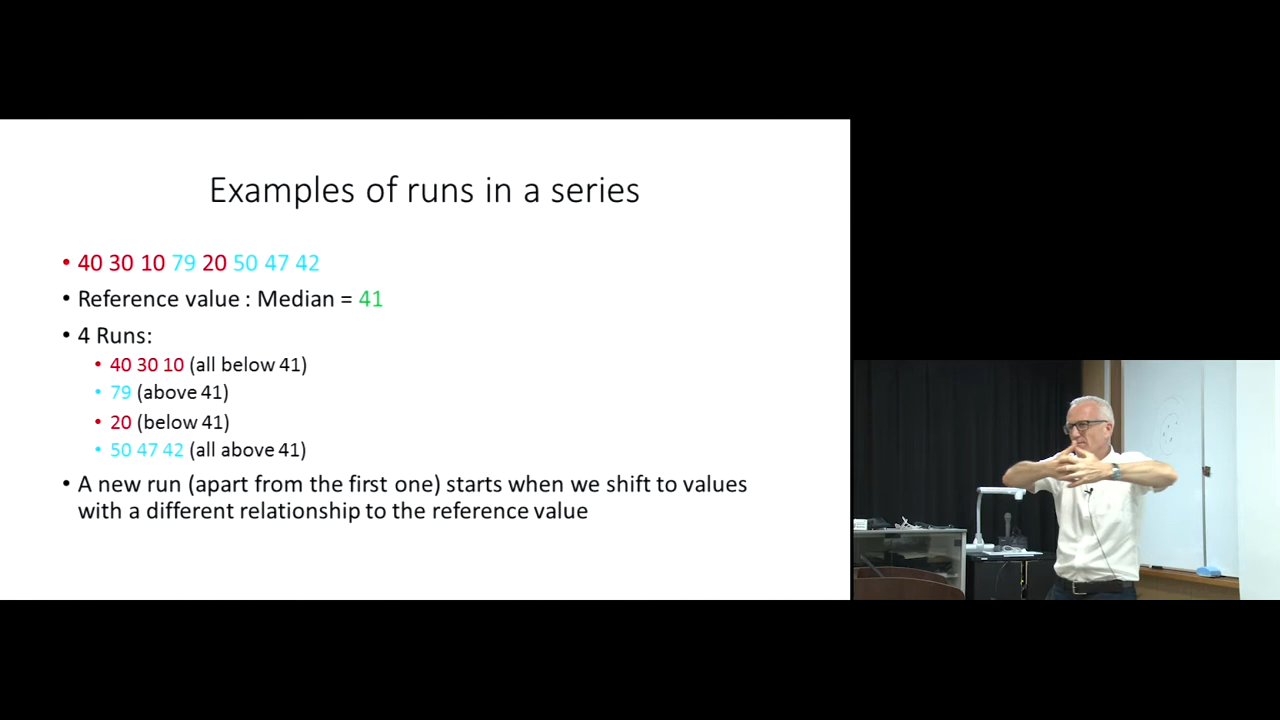 Examples of runs in a series
• 40 30 10 79 20 50 47 42
• Reference value : Median = 41
• 4 Runs:
• 40 30 10 (all below 41)
• 79 (above 41)
• 20 (below 41)
• 50 47 42 (all above 41)
• A new run (apart from the first one) starts when we shift to values
with a different relationship to the reference value